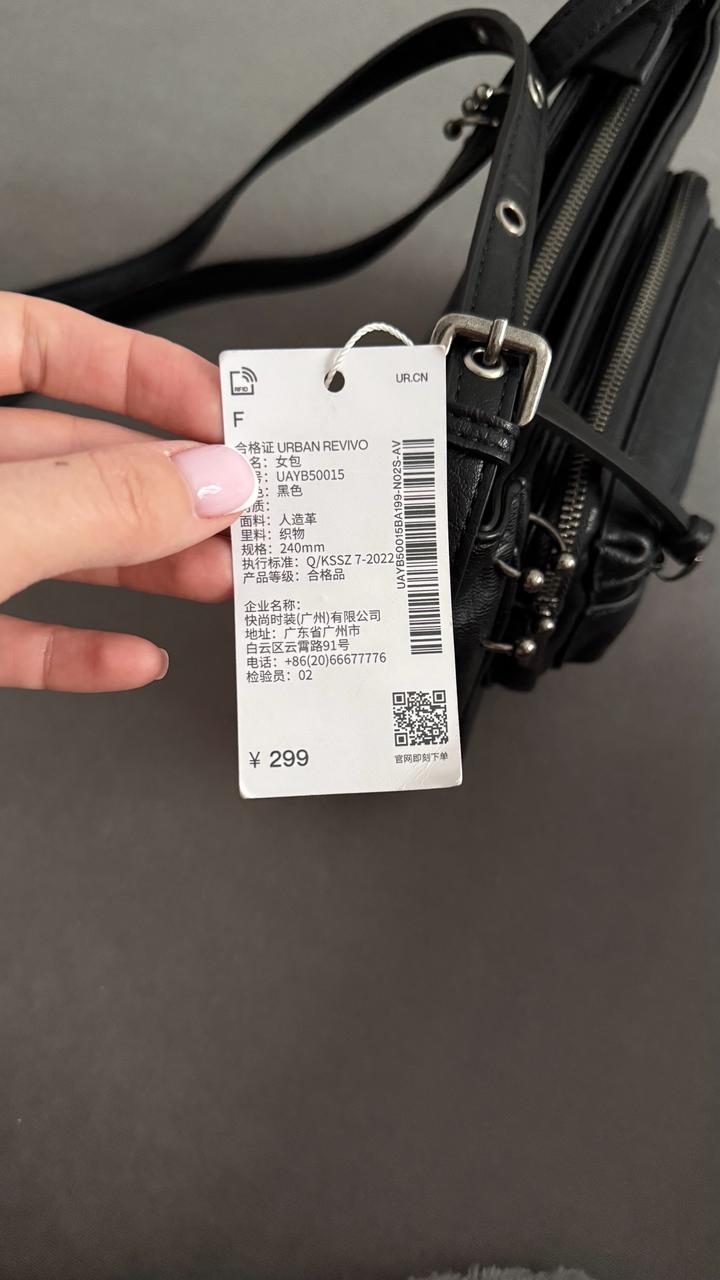 RFID
UR.CN
F
合格证 URBAN REVIVO
名：女包
号：UAYB50015
色：黑色
质：
面料：人造革
里料：织物
规格：240mm
执行标准：Q/KSSZ 7-2022
产品等级：合格品
企业名称：
快尚时装(广州)有限公司
地址：广东省广州市
白云区云霄路91号
电话：+86(20)66677776
检验员：02
UAYB50015BA199-N02S-AV
¥ 299
官网即刻下单